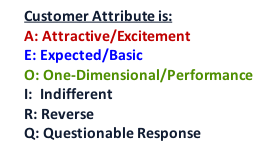 Customer Attribute is:
A: Attractive/Excitement
E: Expected/Basic
O: One-Dimensional/Performance
I:  Indifferent
R: Reverse
Q: Questionable Response